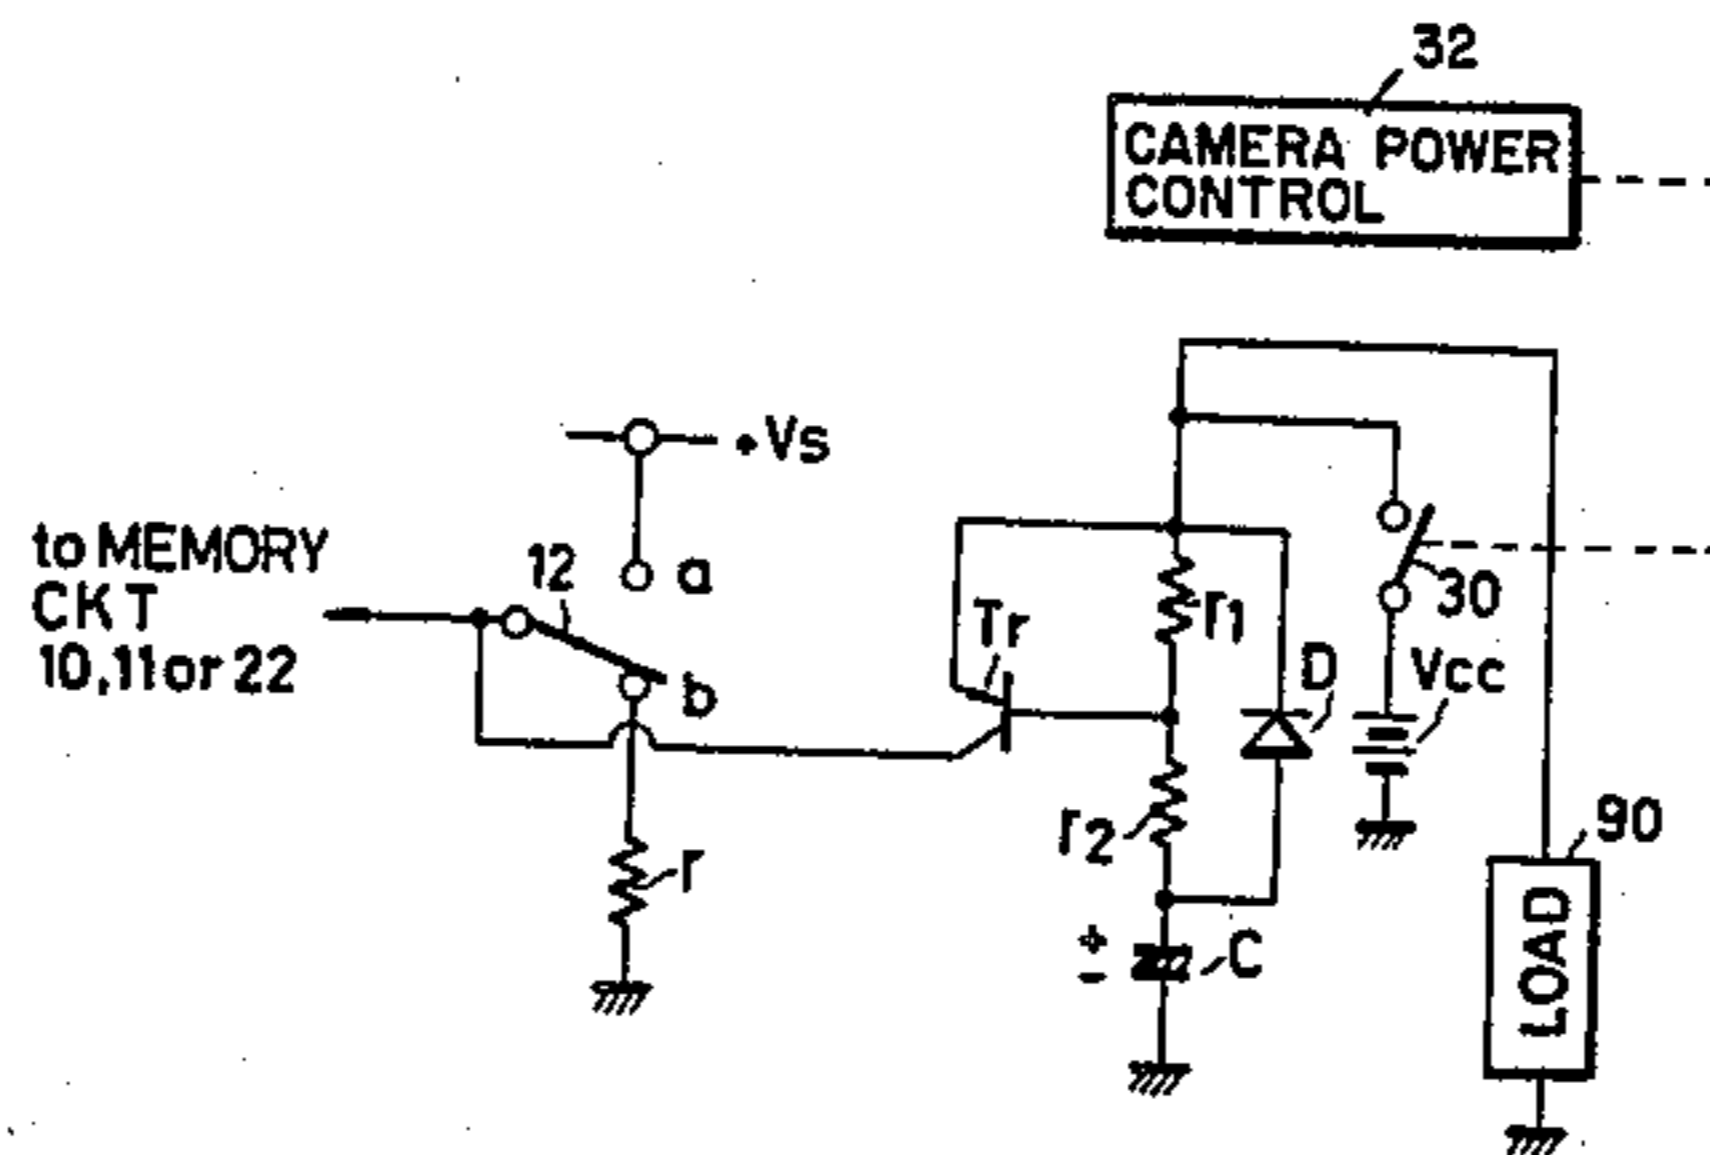 32
CAMERA POWER
CONTROL
+Vs
to MEMORY
CKT
10,11 or 22
12
a
b
Tr
r1
D
30
Vcc
r2
r
+
-
C
90
LOAD